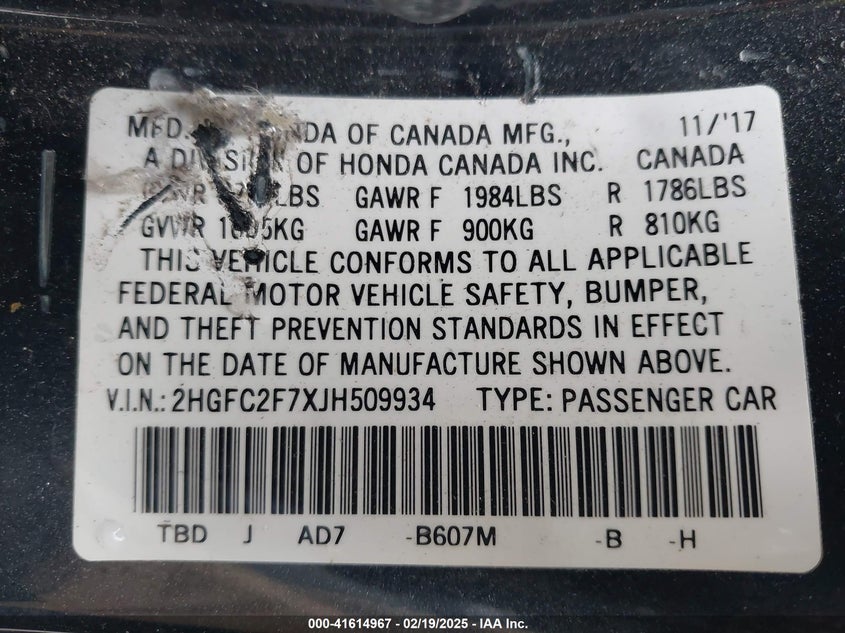 MFD. OF CANADA MFG., 11/'17
A OF HONDA CANADA INC. CANADA
LBS GAWR F 1984LBS R 1786LBS
GVWR GAWR F 900KG R 810KG
THIS VEHICLE CONFORMS TO ALL APPLICABLE
FEDERAL MOTOR VEHICLE SAFETY, BUMPER,
AND THEFT PREVENTION STANDARDS IN EFFECT
ON THE DATE OF MANUFACTURE SHOWN ABOVE.
V.I.N.: 2HGFC2F7XJH509934 TYPE: PASSENGER CAR
TBD J AD7 -B607M -B -H
000-41614967 - 02/19/2025 - IAA Inc.